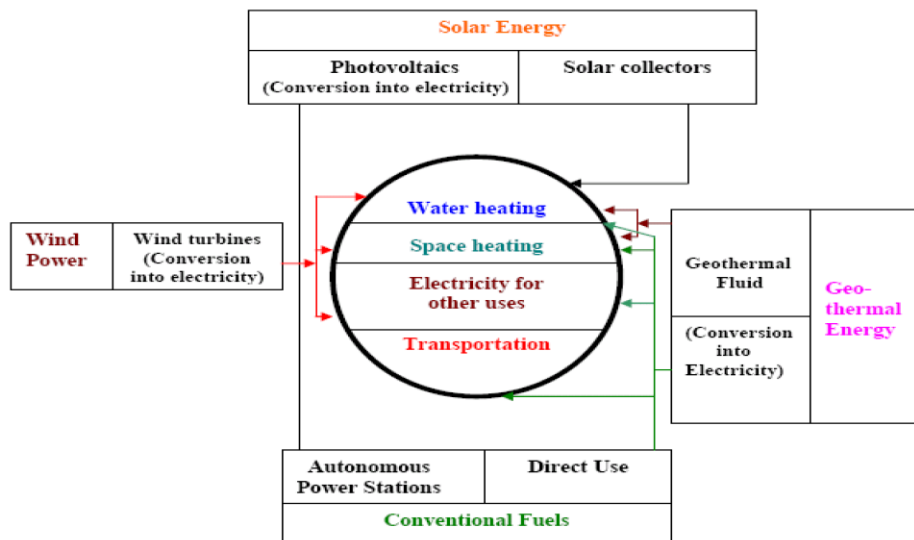 Solar Energy
Photovoltaics
(Conversion into electricity)
Solar collectors
Water heating
Space heating
Electricity for
other uses
Transportation
Wind
Power
Wind turbines
(Conversion
into electricity)
Geothermal
Fluid
(Conversion
into
Electricity)
Geo-
thermal
Energy
Autonomous
Power Stations
Direct Use
Conventional Fuels